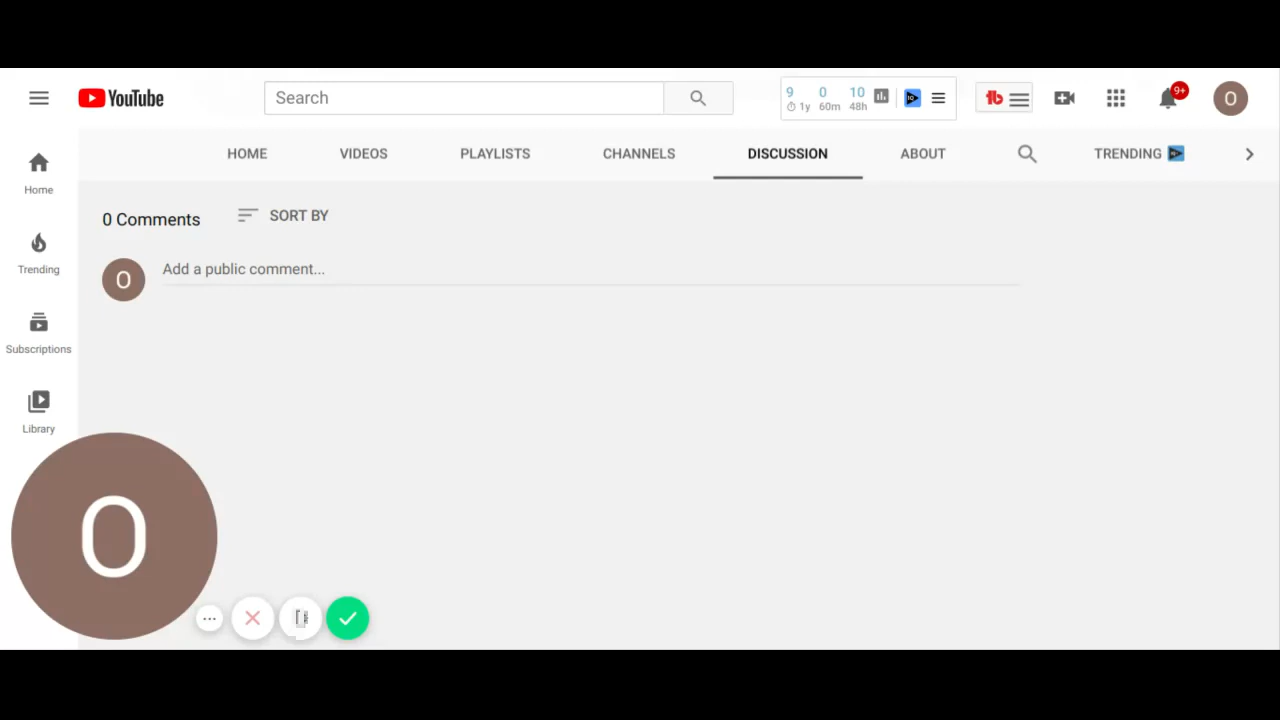 YouTube
Search
9 0 10
1y 60m 48h
9+
O
HOME VIDEOS PLAYLISTS CHANNELS DISCUSSION ABOUT TRENDING
Home
Trending
Subscriptions
Library
0 Comments SORT BY
O Add a public comment...
O